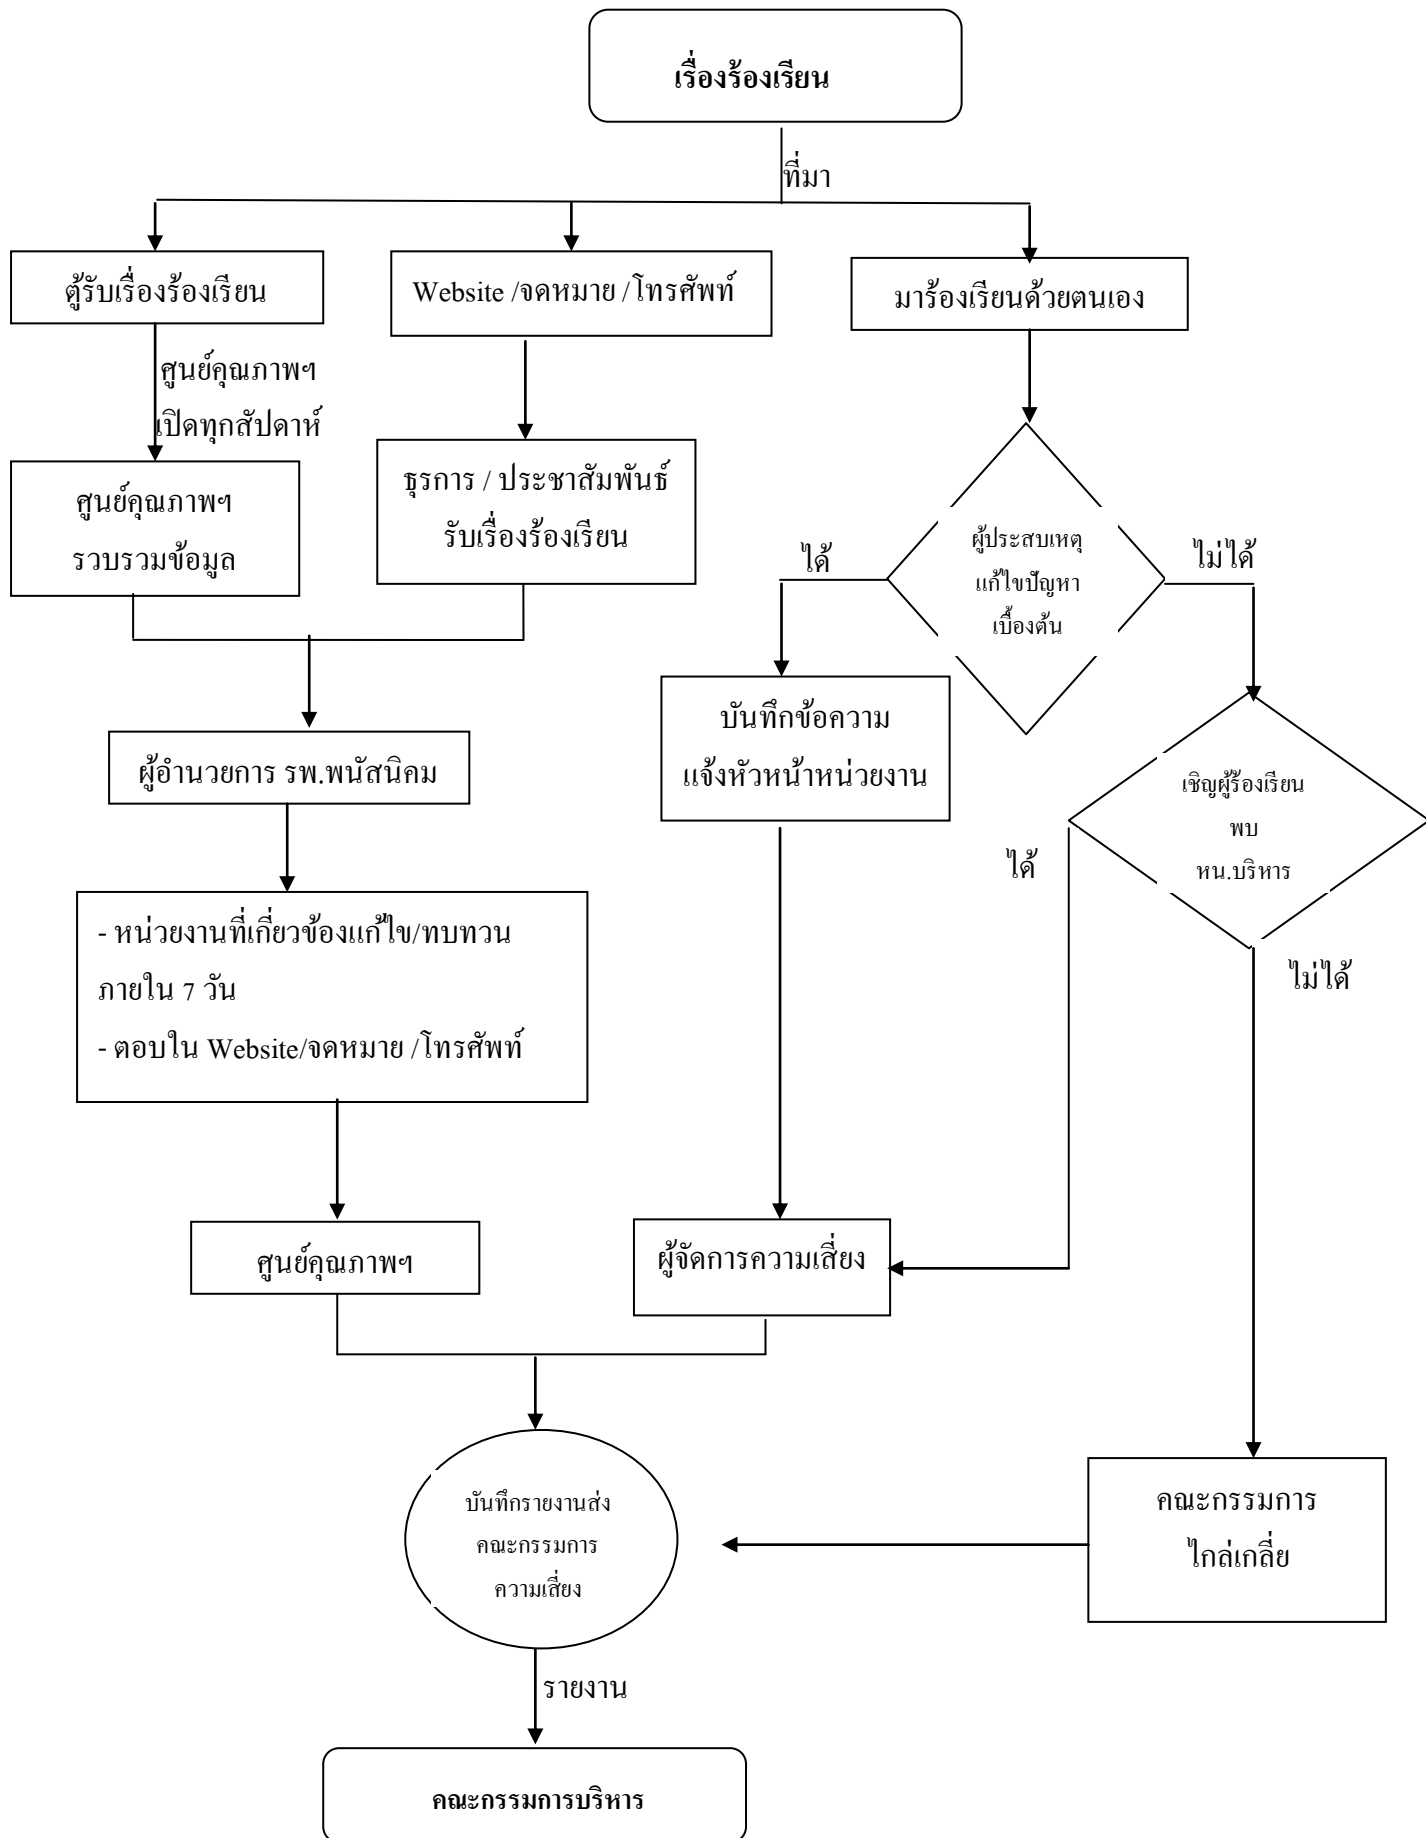 เรื่องร้องเรียน
ที่มา
ตู้รับเรื่องร้องเรียน
Website /จดหมาย /โทรศัพท์
มาร้องเรียนด้วยตนเอง
ศูนย์คุณภาพฯ
เปิดทุกสัปดาห์
ศูนย์คุณภาพฯ
รวบรวมข้อมูล
ธุรการ / ประชาสัมพันธ์
รับเรื่องร้องเรียน
ได้
ผู้ประสบเหตุ
แก้ไขปัญหา
เบื้องต้น
ไม่ได้
ผู้อำนวยการ รพ.พนัสนิคม
บันทึกข้อความ
แจ้งหัวหน้าหน่วยงาน
เชิญผู้ร้องเรียน
พบ
หน.บริหาร
ได้
ไม่ได้
- หน่วยงานที่เกี่ยวข้องแก้ไข/ทบทวน
ภายใน 7 วัน
- ตอบใน Website/จดหมาย /โทรศัพท์
ศูนย์คุณภาพฯ
ผู้จัดการความเสี่ยง
บันทึกรายงานส่ง
คณะกรรมการ
ความเสี่ยง
คณะกรรมการ
ไกล่เกลี่ย
รายงาน
คณะกรรมการบริหาร